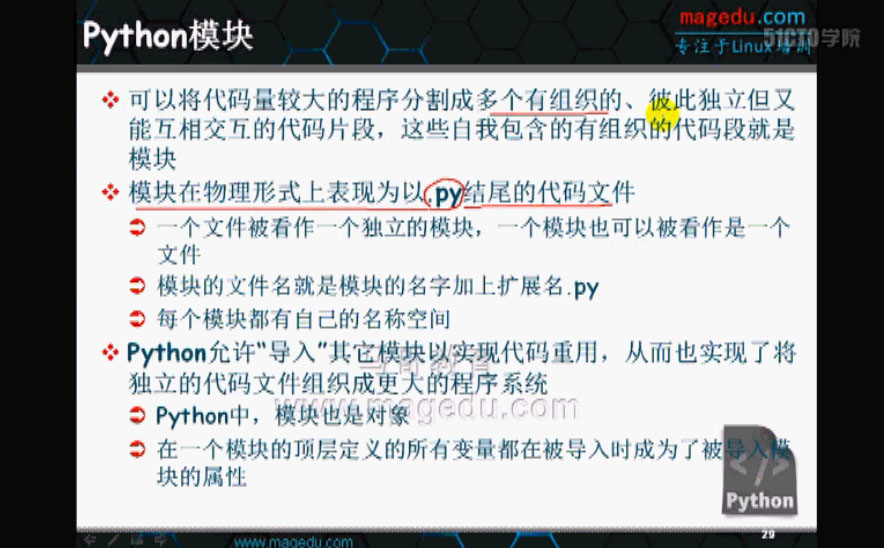 Python模块
magedu.com
专注于Linux培训
51CTO学院
可以将代码量较大的程序分割成多个有组织的、彼此独立但又
能互相交互的代码片段，这些自我包含的有组织的代码段就是
模块
模块在物理形式上表现为以.py结尾的代码文件
一个文件被看作一个独立的模块，一个模块也可以被看作是一个
文件
模块的文件名就是模块的名字加上扩展名.py
每个模块都有自己的名称空间
Python允许“导入”其它模块以实现代码重用，从而也实现了将
独立的代码文件组织成更大的程序系统
www.magedu.com
Python中，模块也是对象
在一个模块的顶层定义的所有变量都在被导入时成为了被导入模
块的属性
</>
Python
www.magedu.com
29